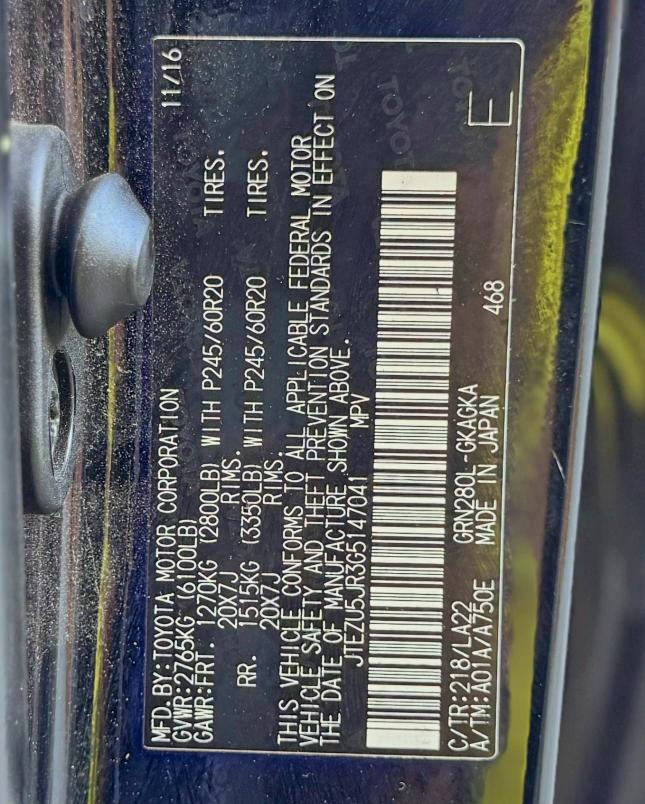 MFD.BY:TOYOTA MOTOR CORPORATION 11/16
GVWR:2765KG (6100LB)
GAWR:FRT. 1270KG (2800LB) WITH P245/60R20 TIRES.
20X7J RIMS.
RR. 1515KG (3350LB) WITH P245/60R20 TIRES.
20X7J RIMS.
THIS VEHICLE CONFORMS TO ALL APPLICABLE FEDERAL MOTOR
VEHICLE SAFETY AND THEFT PREVENTION STANDARDS IN EFFECT ON
THE DATE OF MANUFACTURE SHOWN ABOVE.
JTEZU5JR3G5147041 MPV
C/TR:218/LA22 GRN280L-GKAGKA
A/TM:A01A/A750E MADE IN JAPAN 468 E